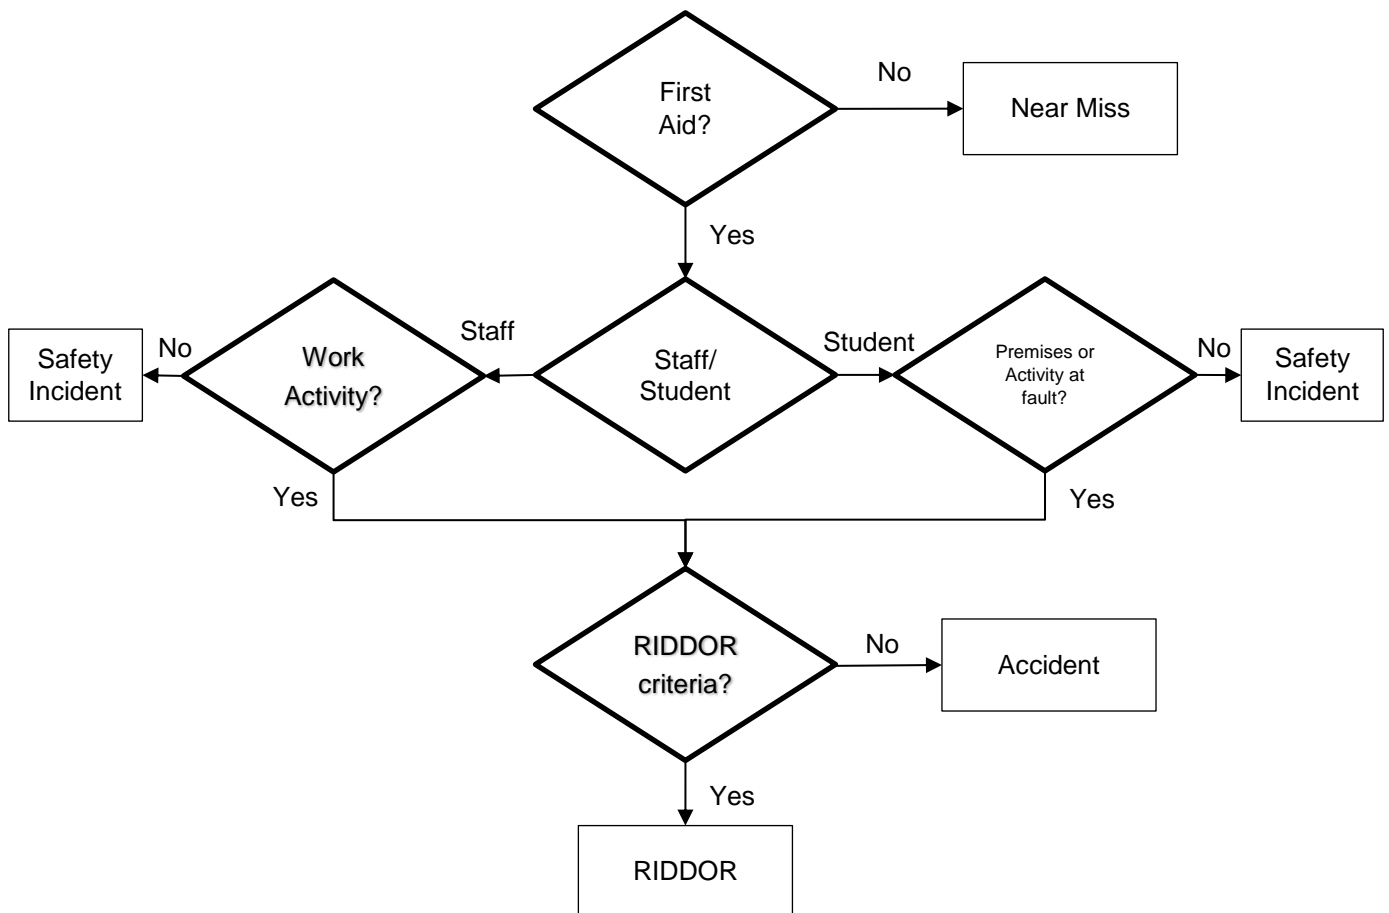 First
Aid?
No
Near Miss
Yes
Safety
Incident
No
Work
Activity?
Staff
Staff/
Student
Student
Premises or
Activity at
fault?
No
Safety
Incident
Yes
Yes
RIDDOR
criteria?
No
Accident
Yes
RIDDOR